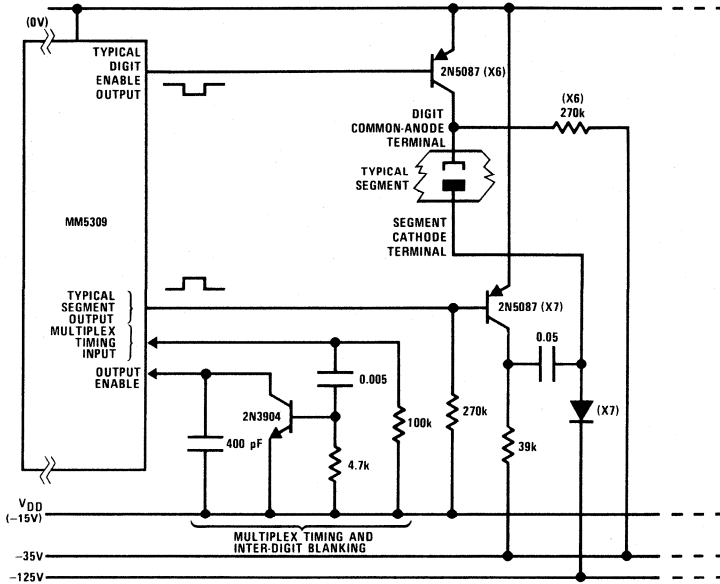 (0V)
TYPICAL
DIGIT
ENABLE
OUTPUT
2N5087 (X6)
(X6)
270k
DIGIT
COMMON-ANODE
TERMINAL
TYPICAL
SEGMENT
MM5309
SEGMENT
CATHODE
TERMINAL
TYPICAL
SEGMENT
OUTPUT
2N5087 (X7)
MULTIPLEX
TIMING
INPUT
0.05
OUTPUT
ENABLE
0.005
2N3904
100k
270k
(X7)
400 pF
4.7k
39k
VDD
(−15V)
MULTIPLEX TIMING AND
INTER-DIGIT BLANKING
−35V
−125V